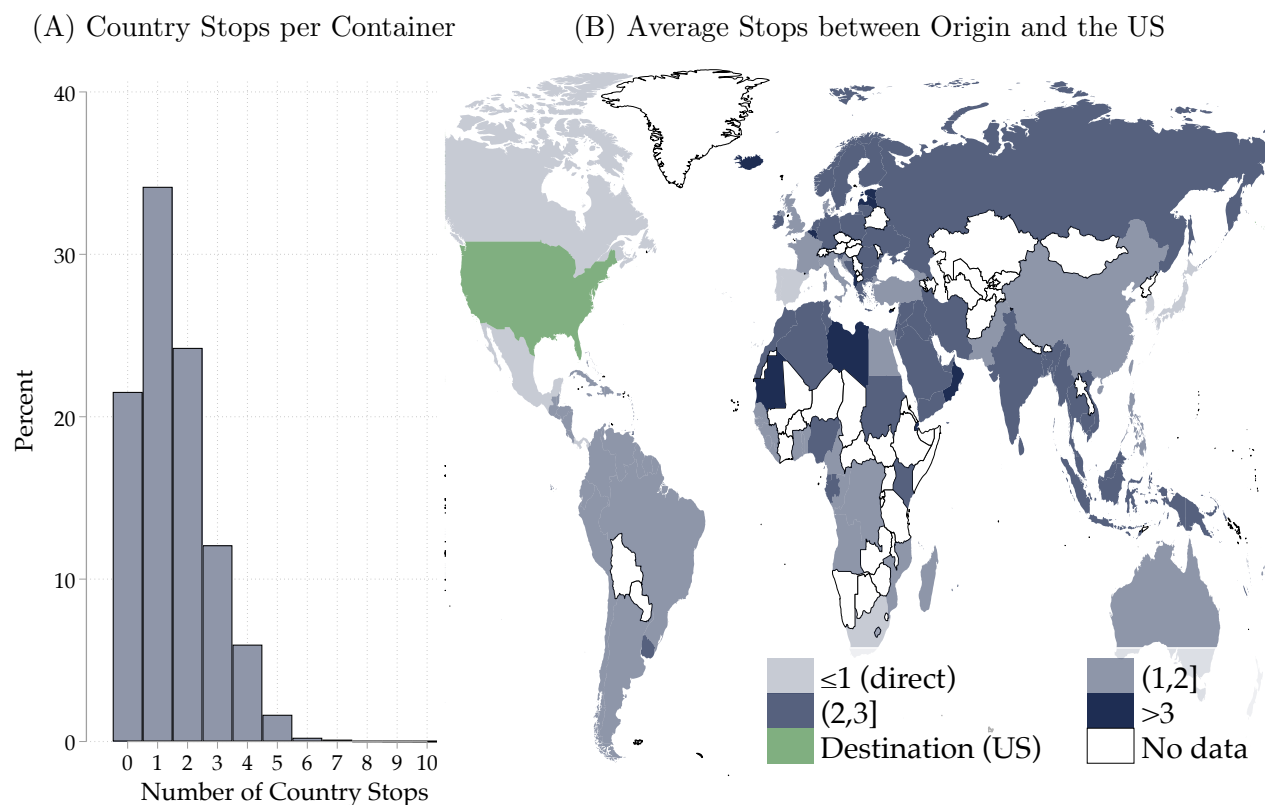 (A) Country Stops per Container
(B) Average Stops between Origin and the US
40
30
20
10
0
Percent
0 1 2 3 4 5 6 7 8 9 10
Number of Country Stops
≤1 (direct)
(1,2]
(2,3]
>3
Destination (US)
No data